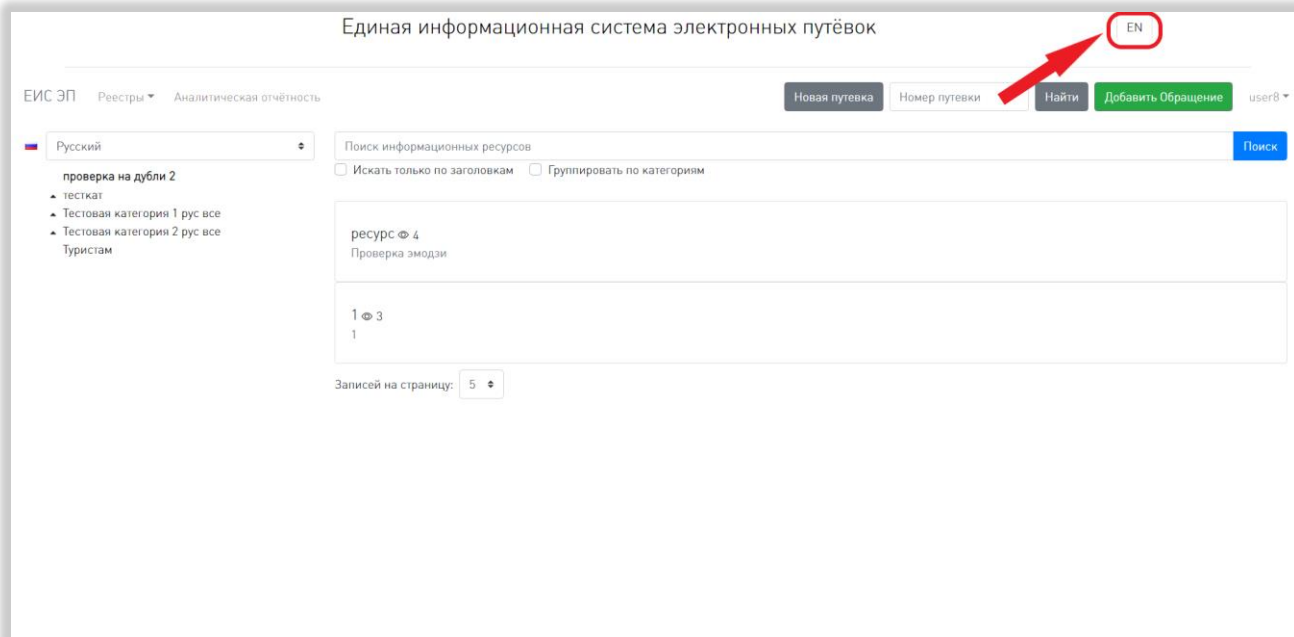 Единая информационная система электронных путёвок EN
ЕИС ЭП Реестры Аналитическая отчётность Новая путевка Номер путевки Найти Добавить Обращение user8
Русский
проверка на дубли 2
тесткат
Тестовая категория 1 рус все
Тестовая категория 2 рус все
Туристам
Поиск информационных ресурсов Поиск
Искать только по заголовкам Группировать по категориям
ресурс 4
Проверка эмодзи
1 3
1
Записей на страницу: 5